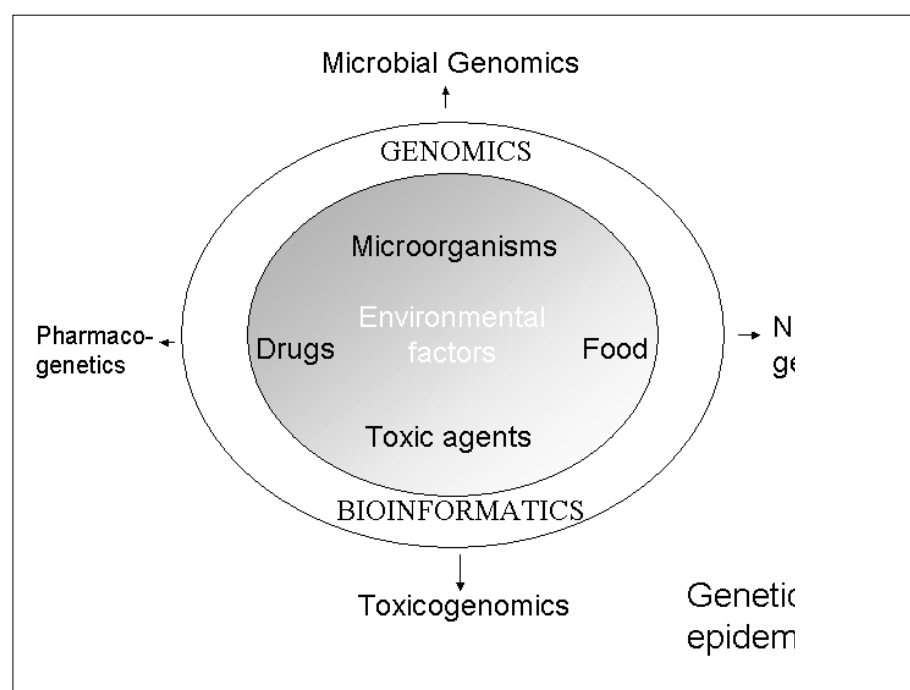 Microbial Genomics
GENOMICS
Microorganisms
Environmental
factors
Drugs
Food
Pharmaco-
genetics
Toxic agents
BIOINFORMATICS
Toxicogenomics